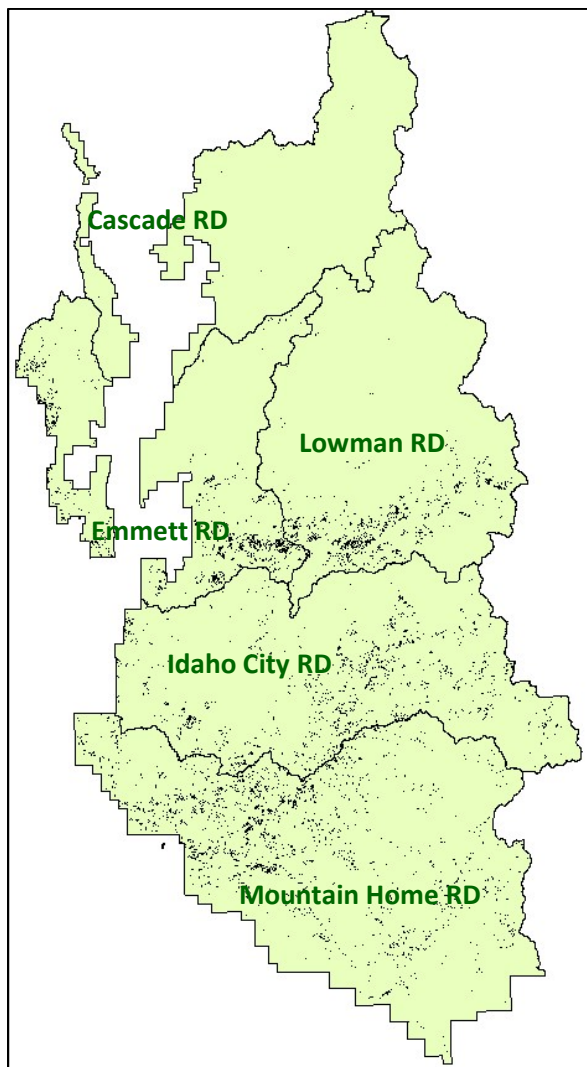 Cascade RD
Lowman RD
Emmett RD
Idaho City RD
Mountain Home RD